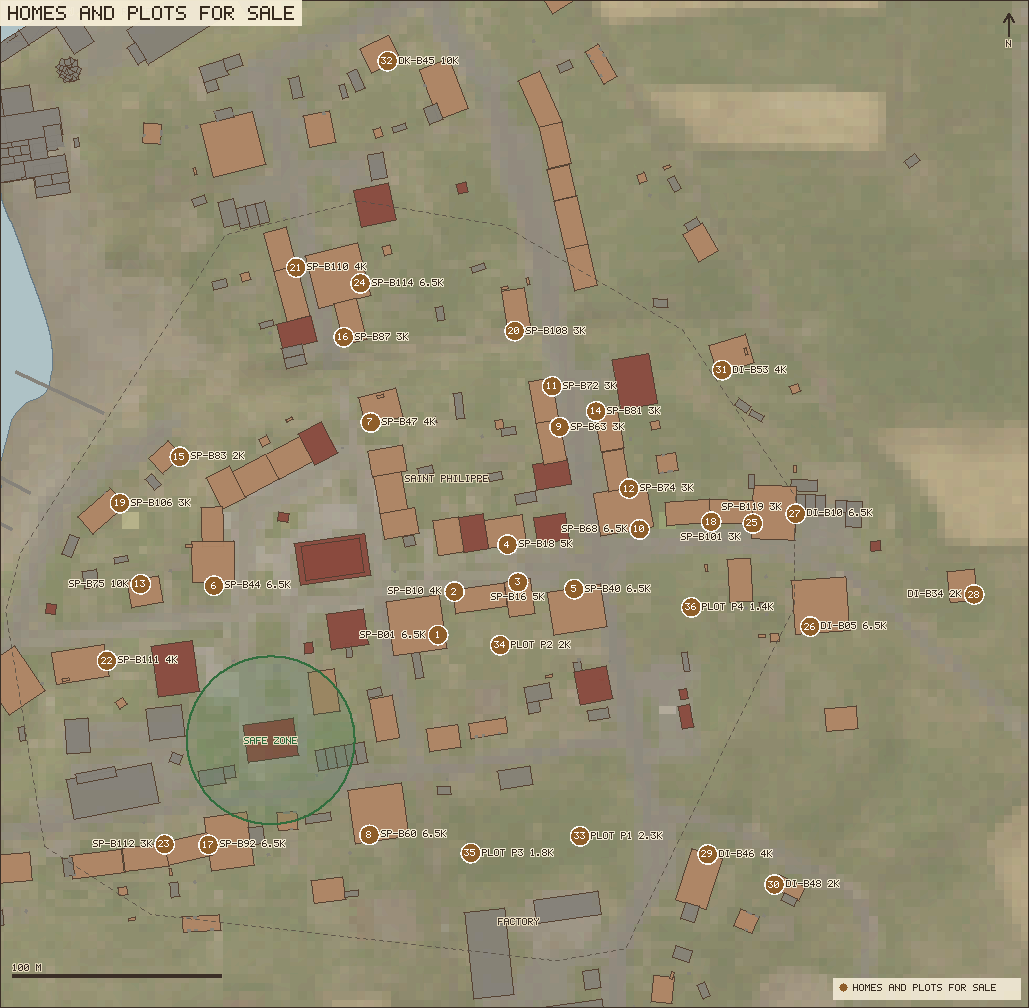 HOMES AND PLOTS FOR SALE
N
32 DK-B45 10K
21 SP-B110 4K
24 SP-B114 6.5K
16 SP-B87 3K
20 SP-B108 3K
31 DI-B53 4K
11 SP-B72 3K
14 SP-B81 3K
7 SP-B47 4K
9 SP-B63 3K
15 SP-B83 2K
SAINT PHILIPPE
12 SP-B74 3K
19 SP-B106 3K
SP-B119 3K
25
27 DI-B10 6.5K
18
SP-B101 3K
SP-B68 6.5K 10
4 SP-B18 5K
SP-B75 10K 13
6 SP-B44 6.5K
SP-B10 4K 2
3
SP-B16 5K
5 SP-B40 6.5K
DI-B34 2K 28
36 PLOT P4 1.4K
26 DI-B05 6.5K
SP-B01 6.5K 1
34 PLOT P2 2K
22 SP-B111 4K
SAFE ZONE
8 SP-B60 6.5K
33 PLOT P1 2.3K
SP-B112 3K 23
17 SP-B92 6.5K
35 PLOT P3 1.8K
29 DI-B46 4K
30 DI-B48 2K
FACTORY
100 M
HOMES AND PLOTS FOR SALE